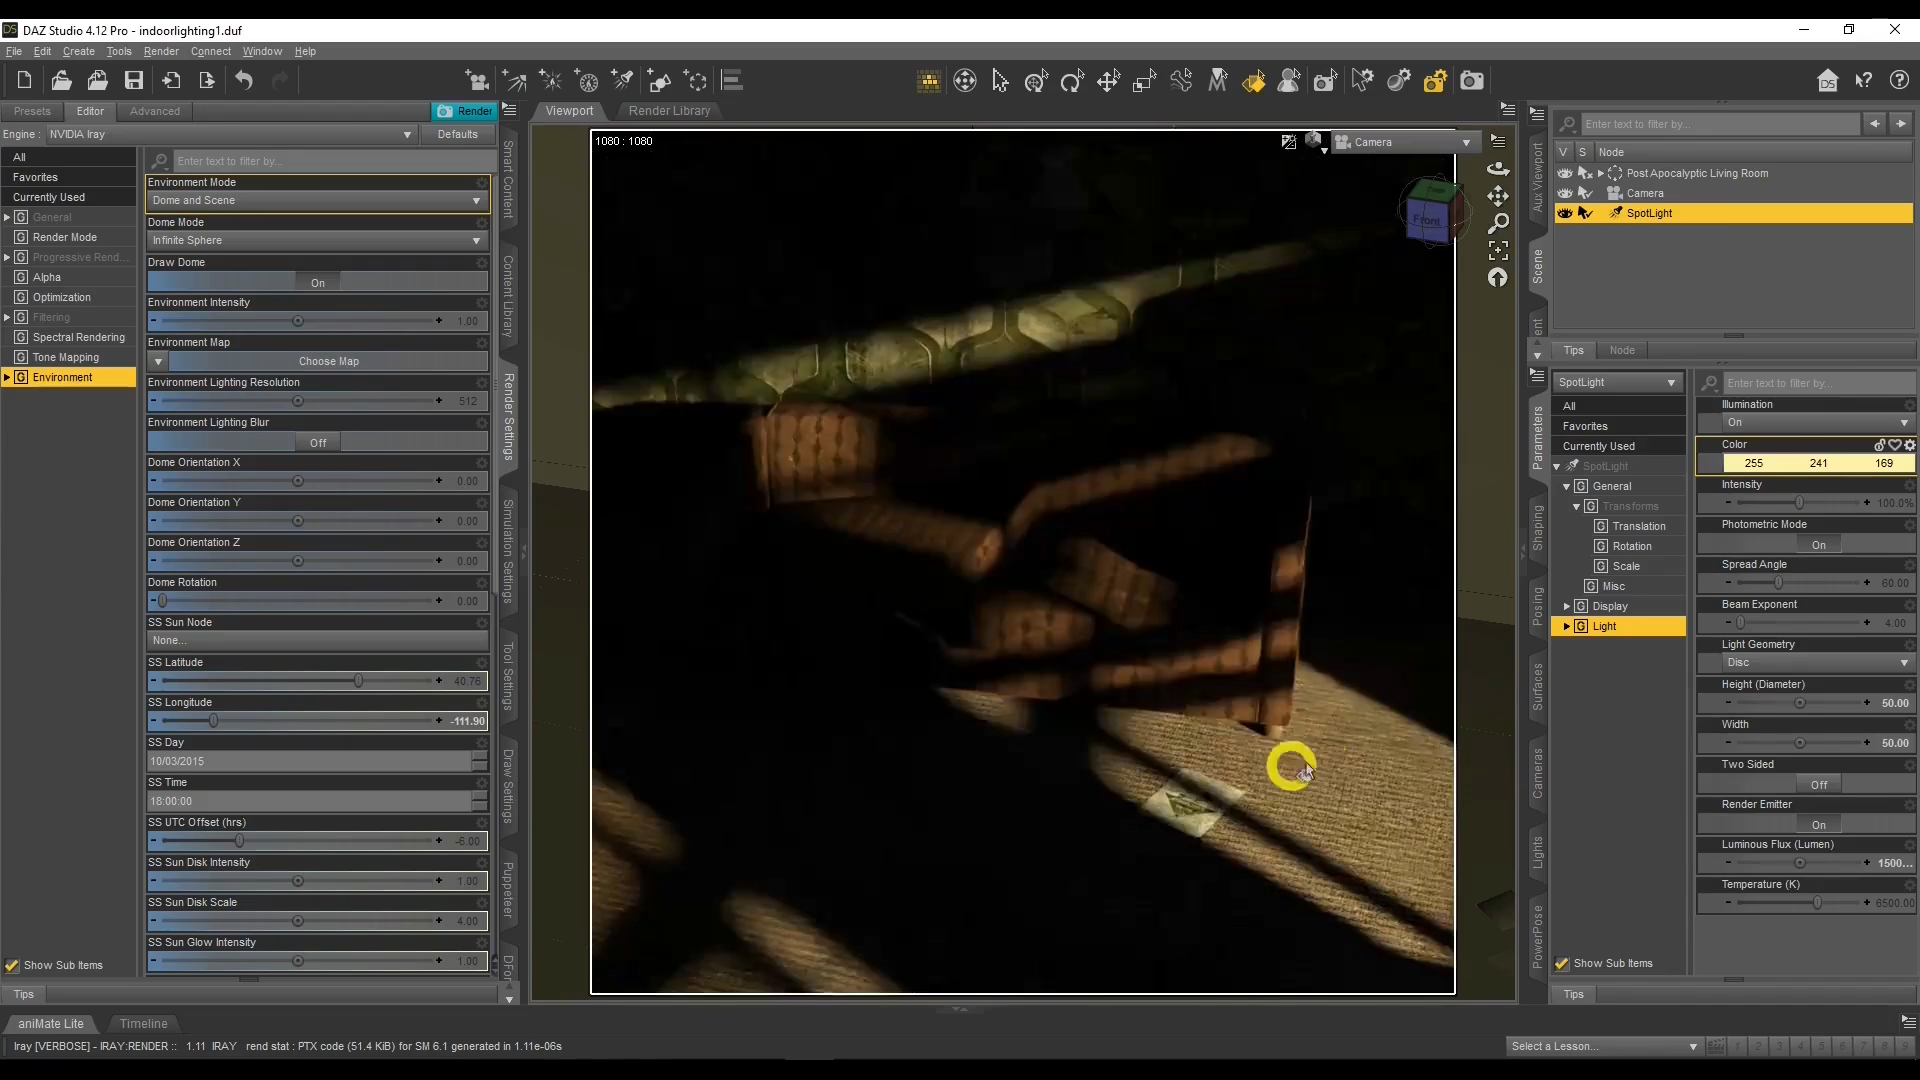 DAZ Studio 4.12 Pro - indoorlighting1.duf
File Edit Create Tools Render Connect Window Help
Presets Editor Advanced Render
Viewport Render Library
Engine : NVIDIA Iray Defaults
All
Favorites
Currently Used
General
Render Mode
Progressive Rend...
Alpha
Optimization
Filtering
Spectral Rendering
Tone Mapping
Environment
Show Sub Items
Tips
Enter text to filter by...
Environment Mode
Dome and Scene
Dome Mode
Infinite Sphere
Draw Dome
On
Environment Intensity
1.00
Environment Map
Choose Map
Environment Lighting Resolution
512
Environment Lighting Blur
Off
Dome Orientation X
0.00
Dome Orientation Y
0.00
Dome Orientation Z
0.00
Dome Rotation
0.00
SS Sun Node
None...
SS Latitude
40.76
SS Longitude
-111.90
SS Day
10/03/2015
SS Time
18:00:00
SS UTC Offset (hrs)
-6.00
SS Sun Disk Intensity
1.00
SS Sun Disk Scale
4.00
SS Sun Glow Intensity
1.00
Smart Content
Content Library
Render Settings
Simulation Settings
Tool Settings
Draw Settings
Puppeteer
DFor
1080 : 1080
Camera
Front
Aux Viewport
Scene
Enter text to filter by...
V S Node
Post Apocalyptic Living Room
Camera
SpotLight
Tips Node
Parameters
Shaping
Posing
Surfaces
Cameras
Lights
PowerPose
SpotLight
All
Favorites
Currently Used
SpotLight
General
Transforms
Translation
Rotation
Scale
Misc
Display
Light
Show Sub Items
Tips
Enter text to filter by...
Illumination
On
Color
255 241 169
Intensity
100.0%
Photometric Mode
On
Spread Angle
60.00
Beam Exponent
4.00
Light Geometry
Disc
Height (Diameter)
50.00
Width
50.00
Two Sided
Off
Render Emitter
On
Luminous Flux (Lumen)
1500...
Temperature (K)
6500.00
aniMate Lite Timeline
Iray [VERBOSE] - IRAY:RENDER :: 1.11 IRAY rend stat : PTX code (51.4 KiB) for SM 6.1 generated in 1.11e-06s
Select a Lesson... 1 2 3 4 5 6 7 8 9